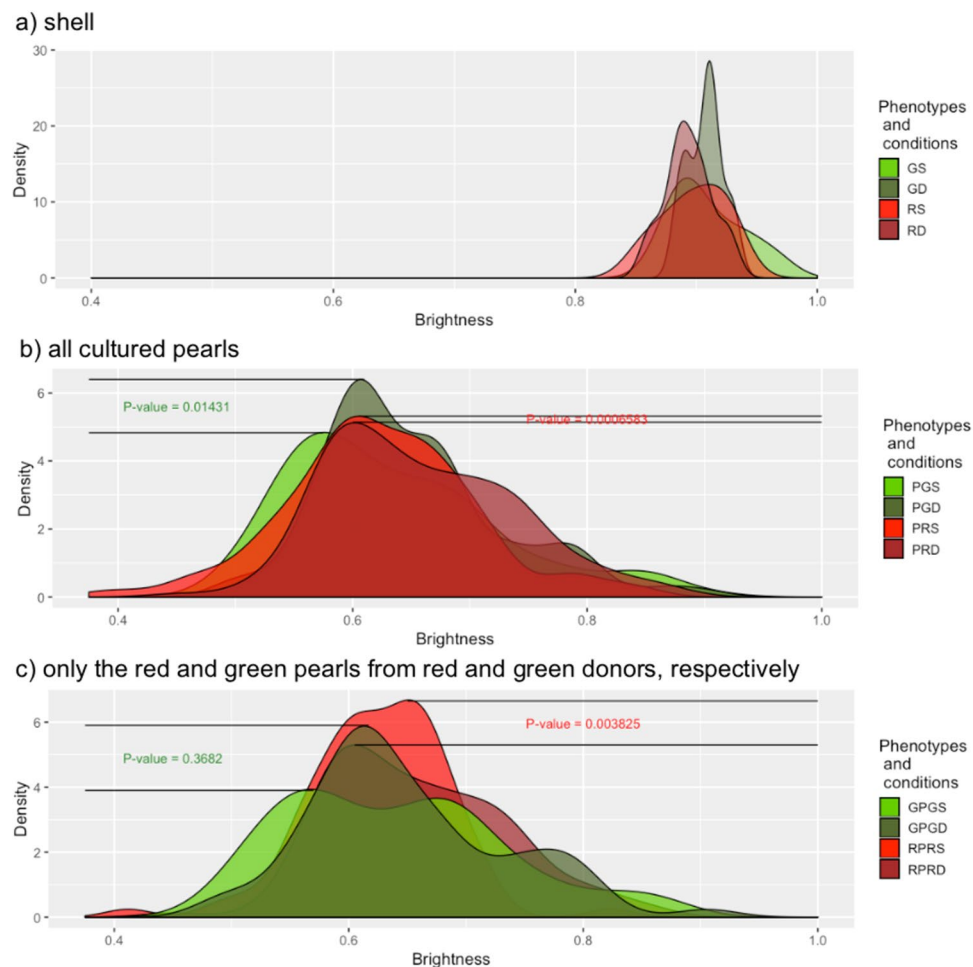 a) shell
30
20
10
0
Density
0.4
0.6
0.8
1.0
Brightness
Phenotypes
and
conditions
GS
GD
RS
RD
b) all cultured pearls
6
4
2
0
Density
P-value = 0.01431
P-value = 0.0006583
0.4
0.6
0.8
1.0
Brightness
Phenotypes
and
conditions
PGS
PGD
PRS
PRD
c) only the red and green pearls from red and green donors, respectively
6
4
2
0
Density
P-value = 0.3682
P-value = 0.003825
0.4
0.6
0.8
1.0
Brightness
Phenotypes
and
conditions
GPGS
GPGD
RPRS
RPRD